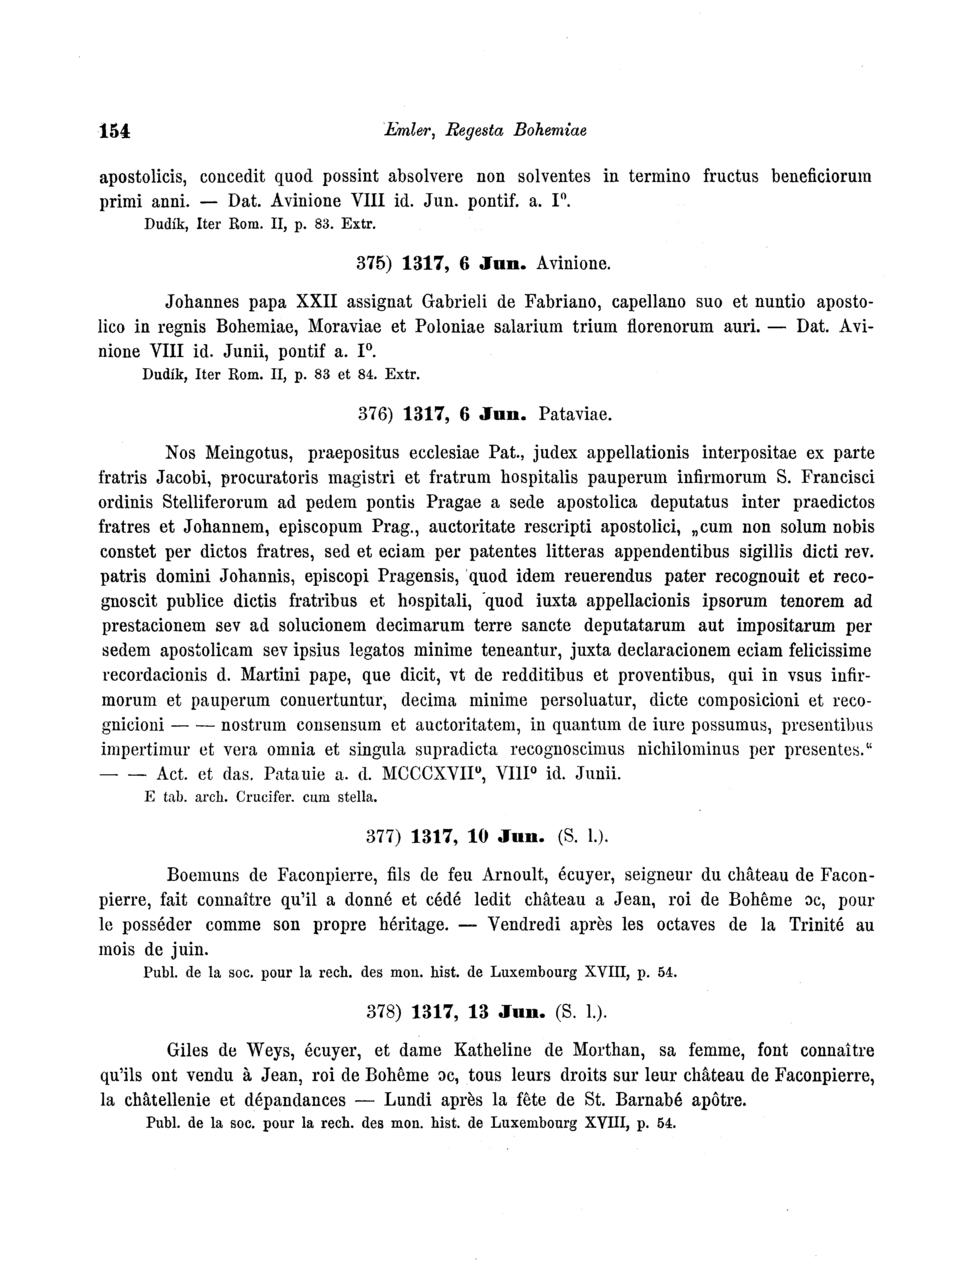 154 Emler, Regesta Bohemiae
apostolicis, concedit quod possint absolvere non solventes in termino fructus beneficiorum
primi anni. — Dat. Avinione VIII id. Jun. pontif. a. I⁰.
Dudík, Iter Rom. II, p. 83. Extr.
375) 1317, 6 Jun. Avinione.
Johannes papa XXII assignat Gabrieli de Fabriano, capellano suo et nuntio aposto-
lico in regnis Bohemiae, Moraviae et Poloniae salarium trium florenorum auri. — Dat. Avi-
nione VIII id. Junii, pontif a. I⁰.
Dudík, Iter Rom. II, p. 83 et 84. Extr.
376) 1317, 6 Jun. Pataviae.
Nos Meingotus, praepositus ecclesiae Pat., judex appellationis interpositae ex parte
fratris Jacobi, procuratoris magistri et fratrum hospitalis pauperum infirmorum S. Francisci
ordinis Stelliferorum ad pedem pontis Pragae a sede apostolica deputatus inter praedictos
fratres et Johannem, episcopum Prag., auctoritate rescripti apostolici, „cum non solum nobis
constet per dictos fratres, sed et eciam per patentes litteras appendentibus sigillis dicti rev.
patris domini Johannis, episcopi Pragensis, quod idem reuerendus pater recognouit et reco-
gnoscit publice dictis fratribus et hospitali, quod iuxta appellacionis ipsorum tenorem ad
prestacionem sev ad solucionem decimarum terre sancte deputatarum aut impositarum per
sedem apostolicam sev ipsius legatos minime teneantur, juxta declaracionem eciam felicissime
recordacionis d. Martini pape, que dicit, vt de redditibus et proventibus, qui in vsus infir-
morum et pauperum conuertuntur, decima minime persoluatur, dicte composicioni et reco-
gnicioni — — nostrum consensum et auctoritatem, in quantum de iure possumus, presentibus
impertimur et vera omnia et singula supradicta recognoscimus nichilominus per presentes.“
— — Act. et das. Patauie a. d. MCCCXVII⁰, VIII⁰ id. Junii.
E tab. arch. Crucifer. cum stella.
377) 1317, 10 Jun. (S. l.).
Boemuns de Faconpierre, fils de feu Arnoult, écuyer, seigneur du château de Facon-
pierre, fait connaître qu'il a donné et cédé ledit château a Jean, roi de Bohême ɔc, pour
le posséder comme son propre héritage. — Vendredi après les octaves de la Trinité au
mois de juin.
Publ. de la soc. pour la rech. des mon. hist. de Luxembourg XVIII, p. 54.
378) 1317, 13 Jun. (S. l.).
Giles de Weys, écuyer, et dame Katheline de Morthan, sa femme, font connaître
qu'ils ont vendu à Jean, roi de Bohême ɔc, tous leurs droits sur leur château de Faconpierre,
la châtellenie et dépandances — Lundi après la fête de St. Barnabé apôtre.
Publ. de la soc. pour la rech. des mon. hist. de Luxembourg XVIII, p. 54.